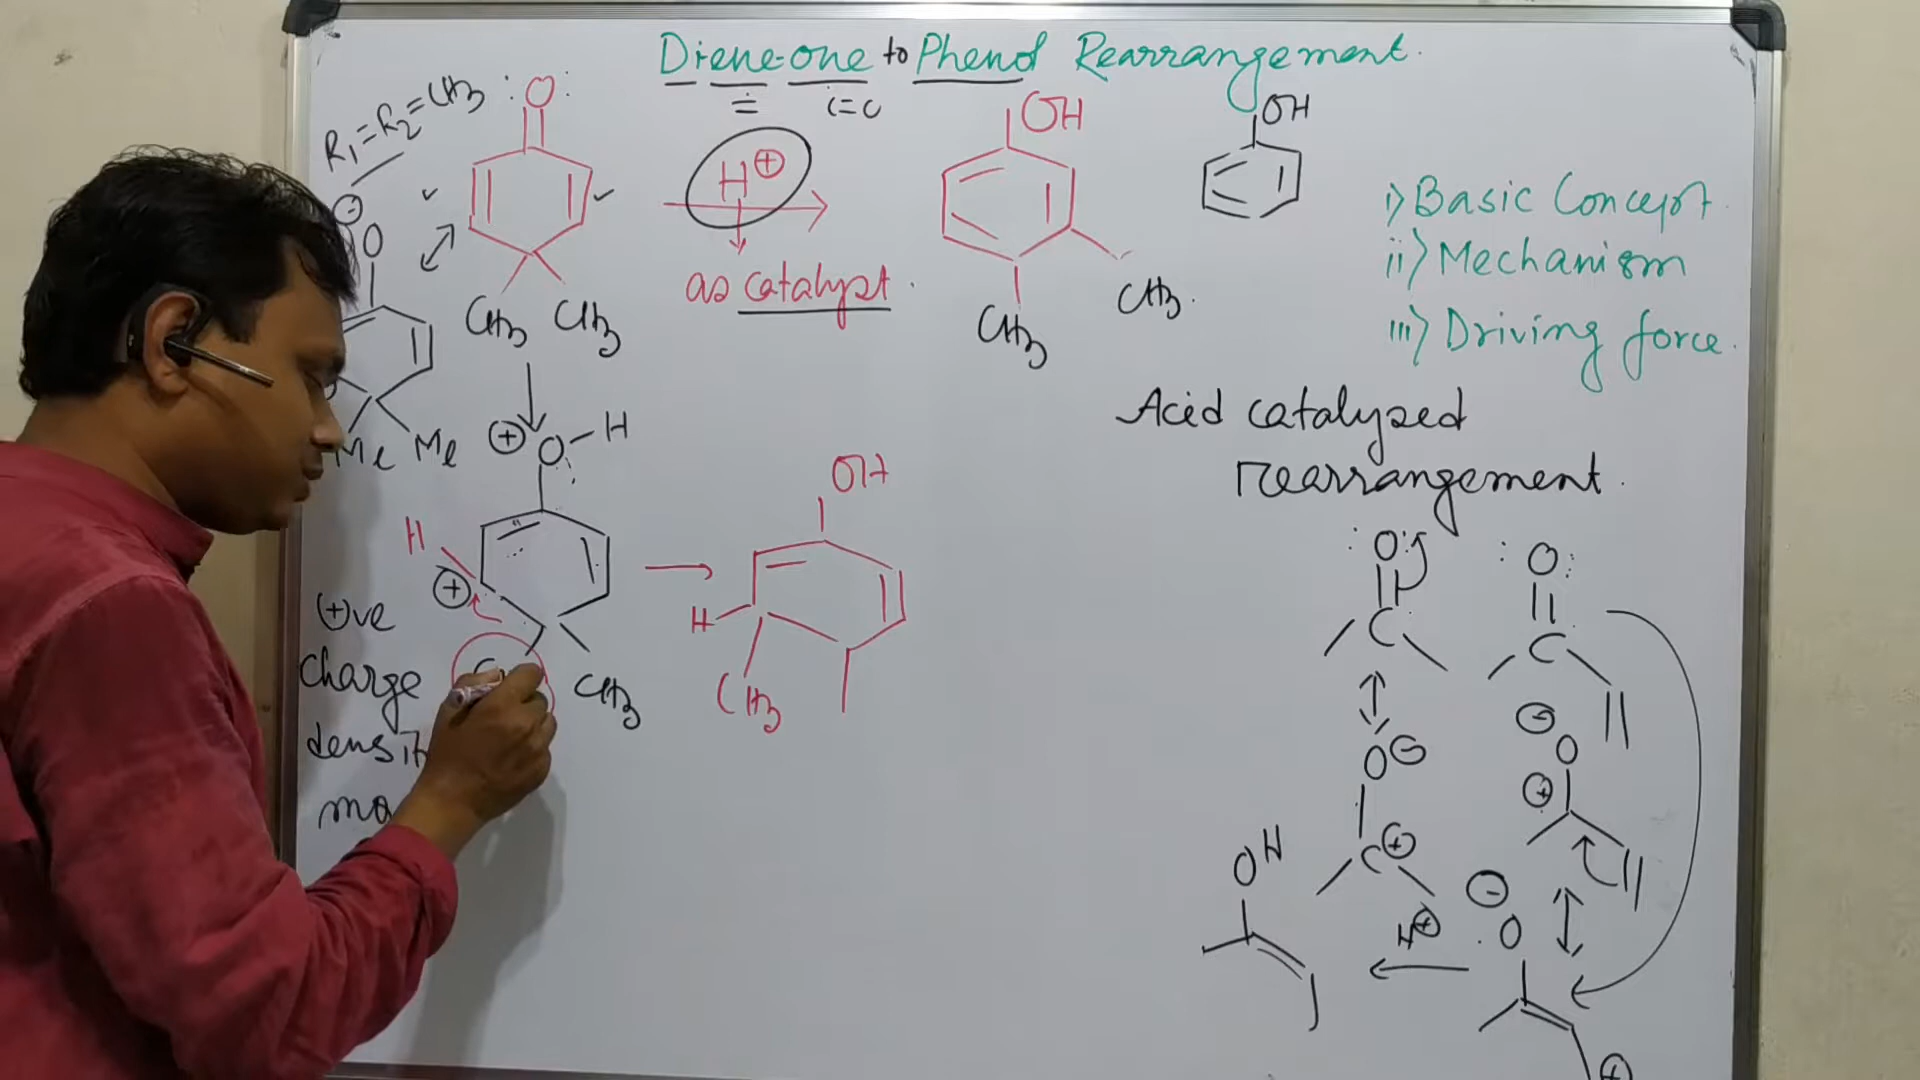 Diene-one to Phenol Rearrangement.
= C=C
R1=R2=CH3
:O:
H⊕
as catalyst.
OH
CH3
CH3.
OH
i) Basic Concept
ii) Mechanism
iii) Driving force.
⊖
O
CH3 CH3
Me Me
⊕ O-H
H
⊕
CH3
(+)ve
charge
OH
H
CH3
Acid catalyzed
rearrangement.
:O:
C
:O:
C
O⊖
C⊕
⊖
O
⊕
⊖
O
⊕
H⊕
OH